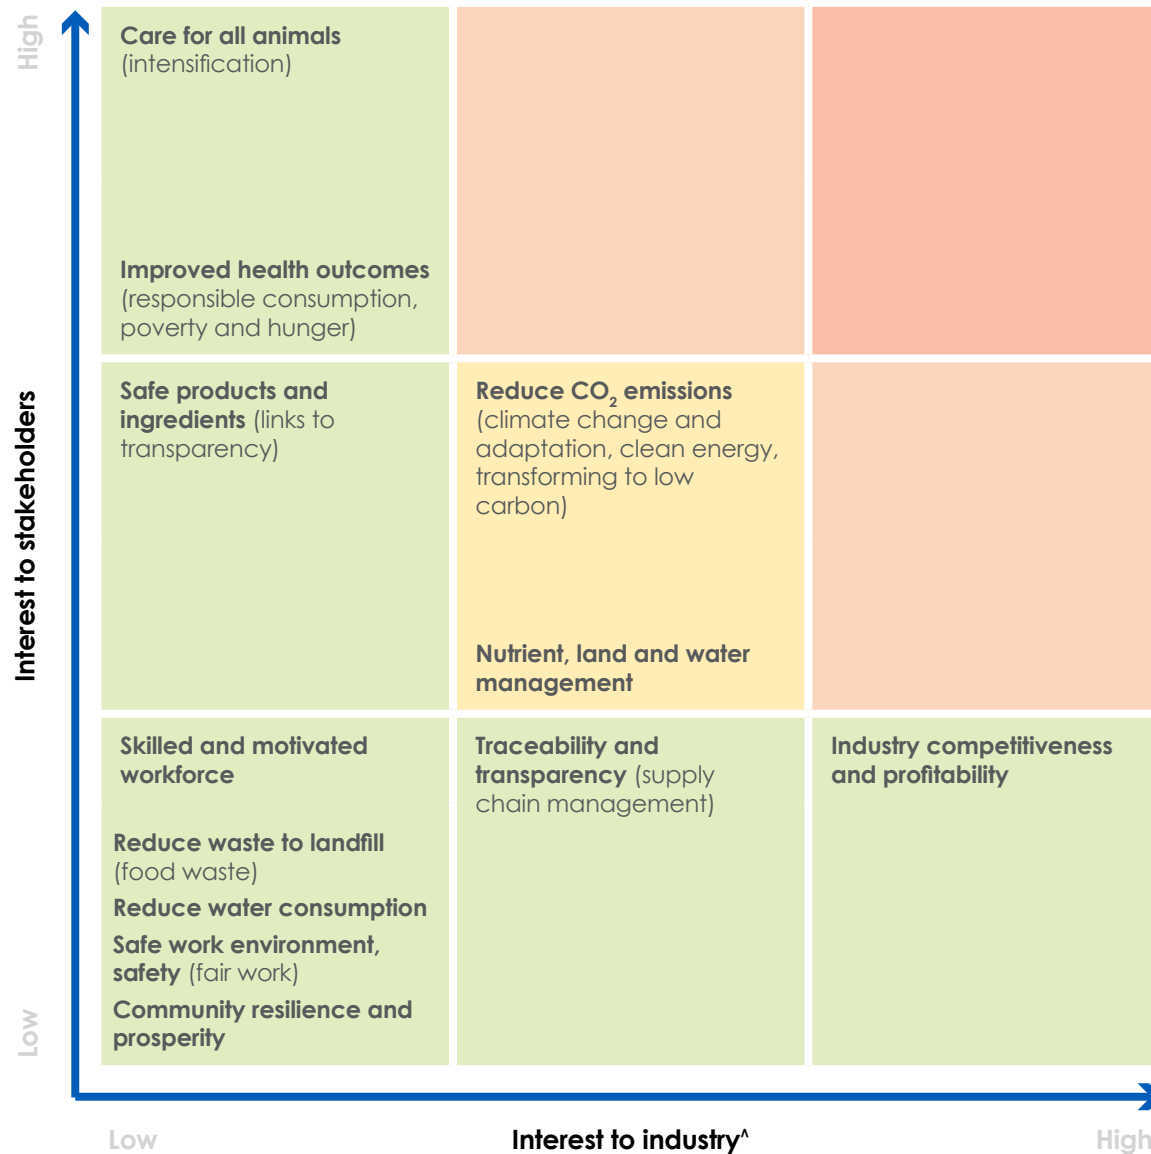 High
Care for all animals
(intensification)
Improved health outcomes
(responsible consumption,
poverty and hunger)
Interest to stakeholders
Safe products and
ingredients (links to
transparency)
Reduce CO₂ emissions
(climate change and
adaptation, clean energy,
transforming to low
carbon)
Nutrient, land and water
management
Skilled and motivated
workforce
Reduce waste to landfill
(food waste)
Reduce water consumption
Safe work environment,
safety (fair work)
Community resilience and
prosperity
Traceability and
transparency (supply
chain management)
Industry competitiveness
and profitability
Low
Low
Interest to industry^
High